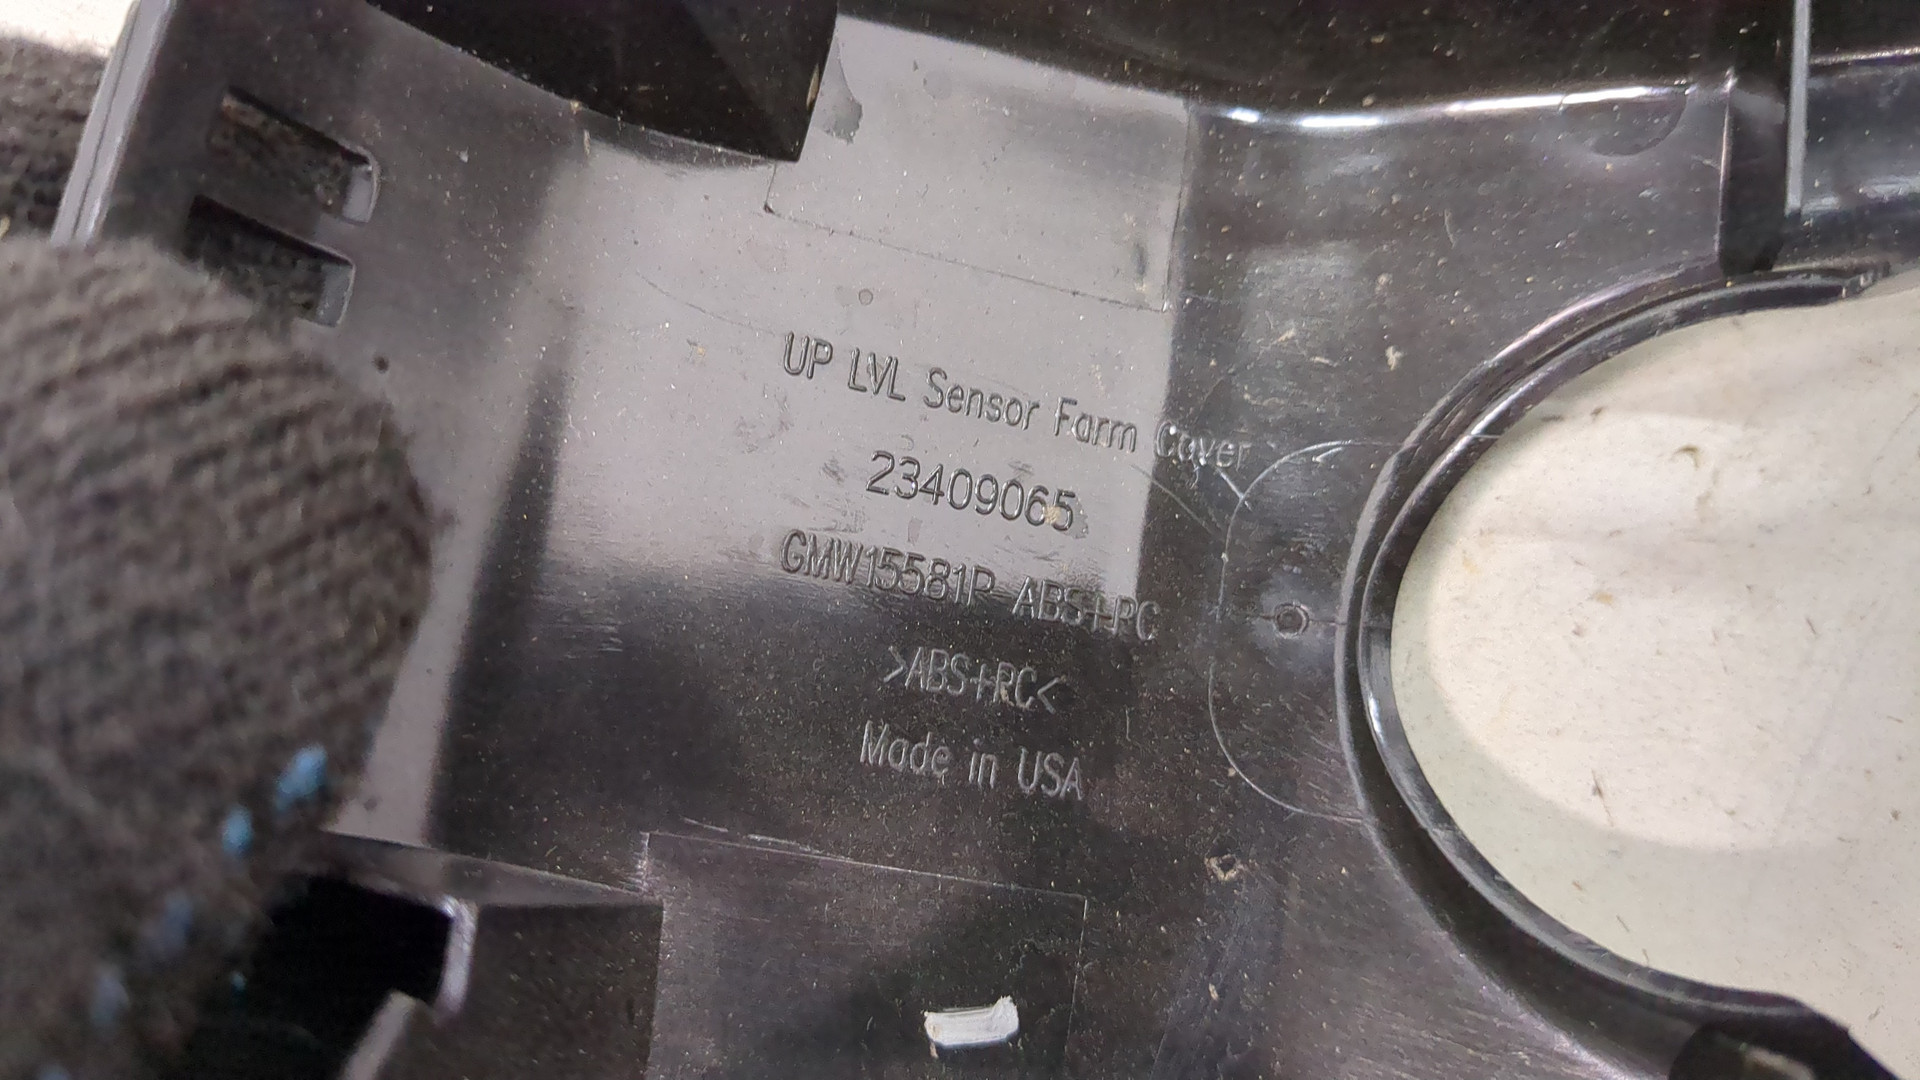 UP LVL Sensor Farm Cover
23409065
GMW15581P ABS+PC
>ABS+PC<
Made in USA